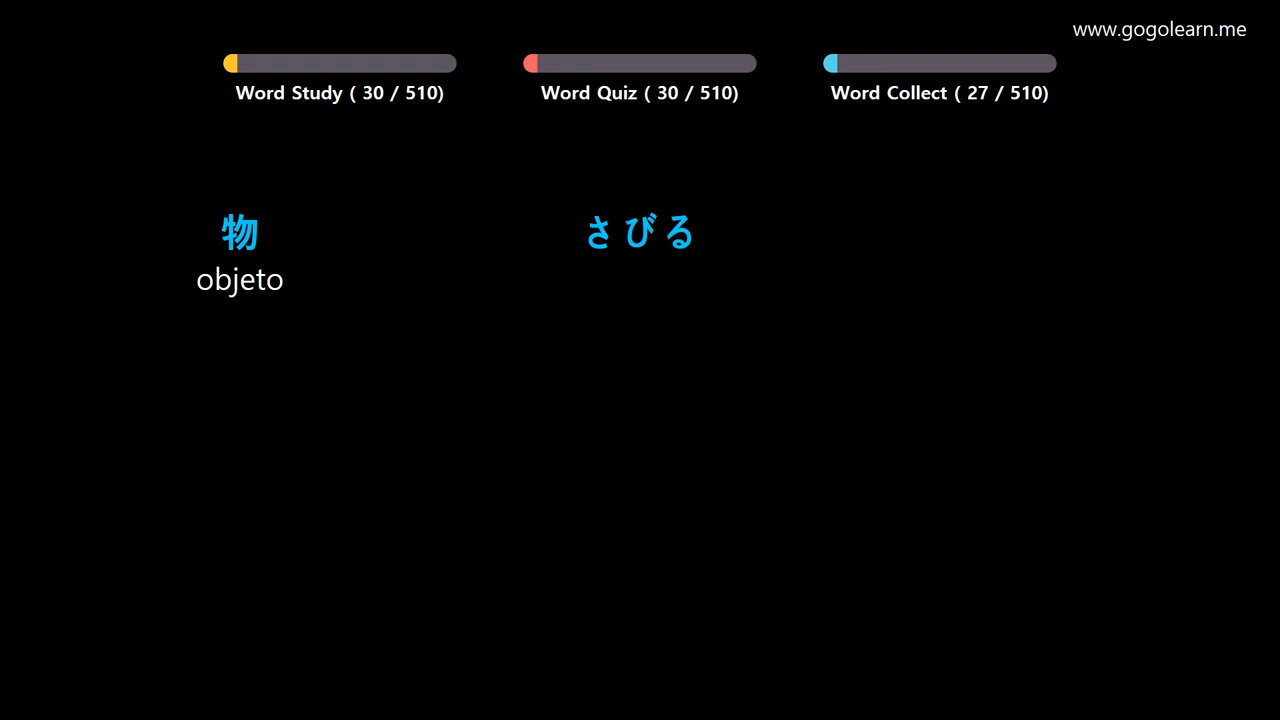 www.gogolearn.me
Word Study ( 30 / 510)
Word Quiz ( 30 / 510)
Word Collect ( 27 / 510)
物
objeto
さびる